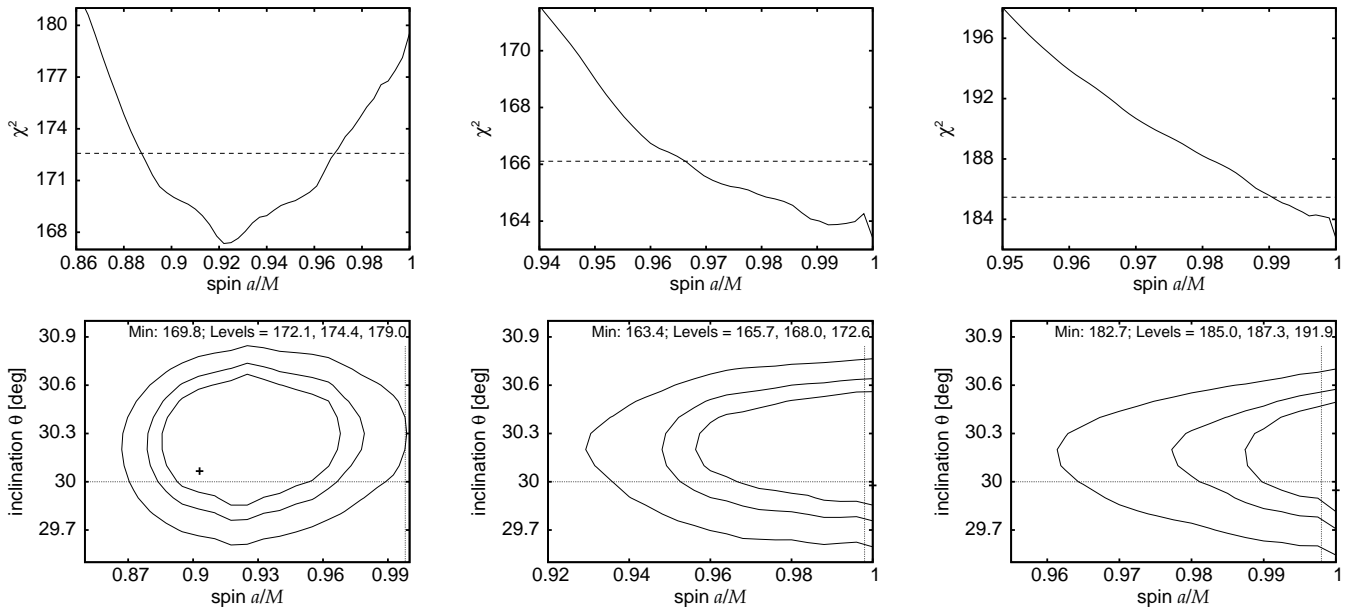 180
177
174
171
168
χ²
0.86 0.88 0.9 0.92 0.94 0.96 0.98 1
spin a/M
170
168
166
164
χ²
0.94 0.95 0.96 0.97 0.98 0.99 1
spin a/M
196
192
188
184
χ²
0.95 0.96 0.97 0.98 0.99 1
spin a/M
Min: 169.8; Levels = 172.1, 174.4, 179.0
30.9
30.6
30.3
30
29.7
inclination θ [deg]
0.87 0.9 0.93 0.96 0.99
spin a/M
Min: 163.4; Levels = 165.7, 168.0, 172.6
30.9
30.6
30.3
30
29.7
inclination θ [deg]
0.92 0.94 0.96 0.98 1
spin a/M
Min: 182.7; Levels = 185.0, 187.3, 191.9
30.9
30.6
30.3
30
29.7
inclination θ [deg]
0.96 0.97 0.98 0.99 1
spin a/M